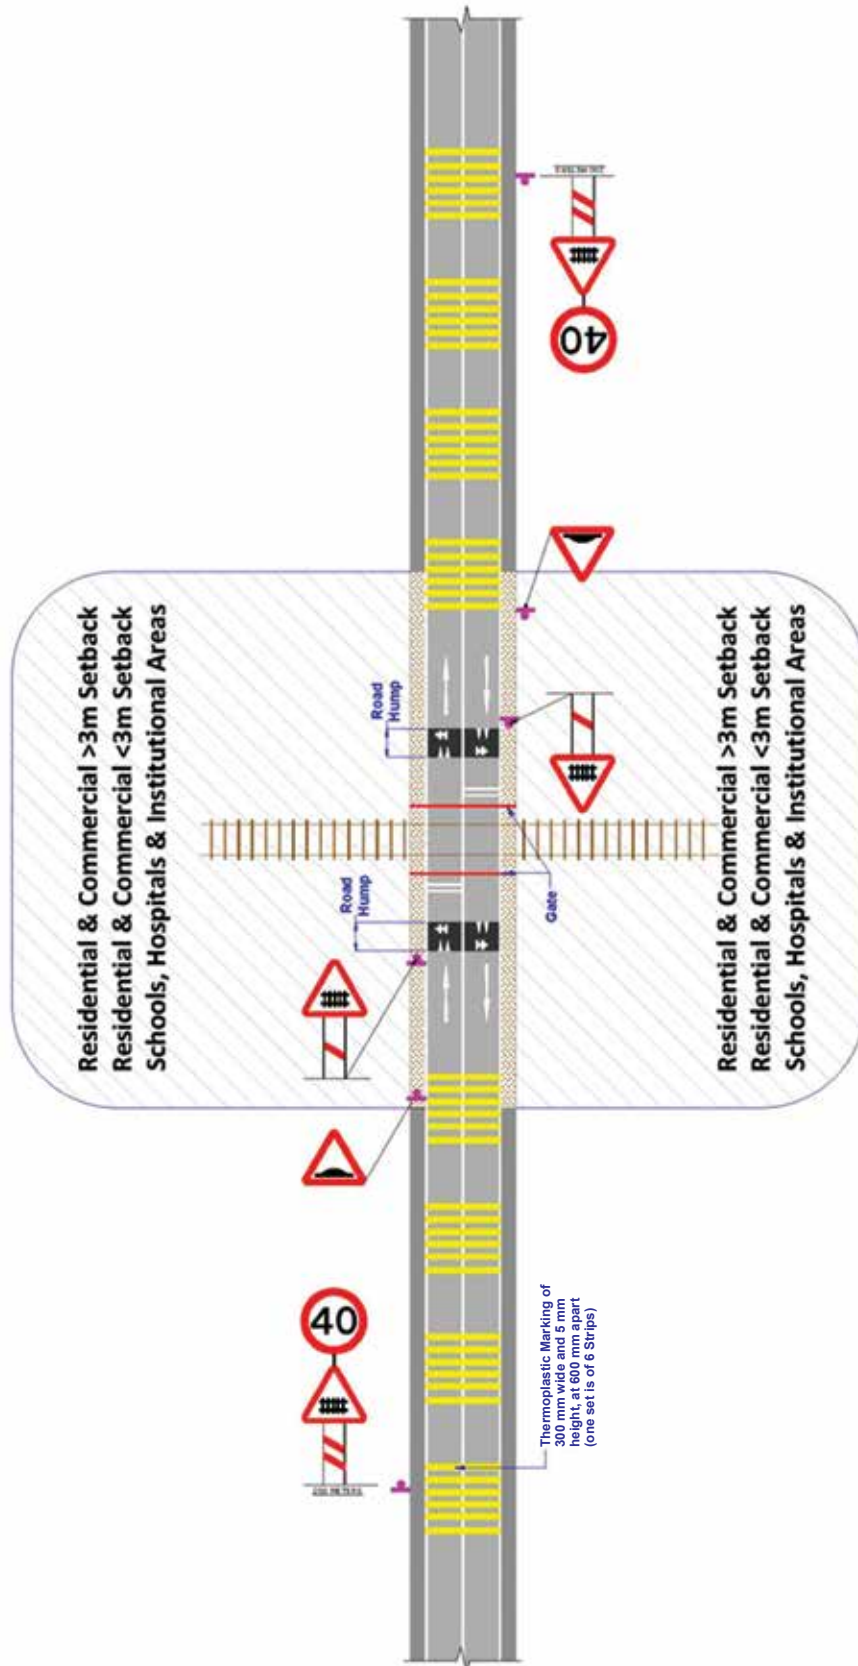 Residential & Commercial >3m Setback
Residential & Commercial <3m Setback
Schools, Hospitals & Institutional Areas
40
Road
Hump
Road
Hump
Thermoplastic Marking of
300 mm wide and 5 mm
height, at 600 mm apart
(one set is of 6 Strips)
Gate
40
Residential & Commercial >3m Setback
Residential & Commercial <3m Setback
Schools, Hospitals & Institutional Areas